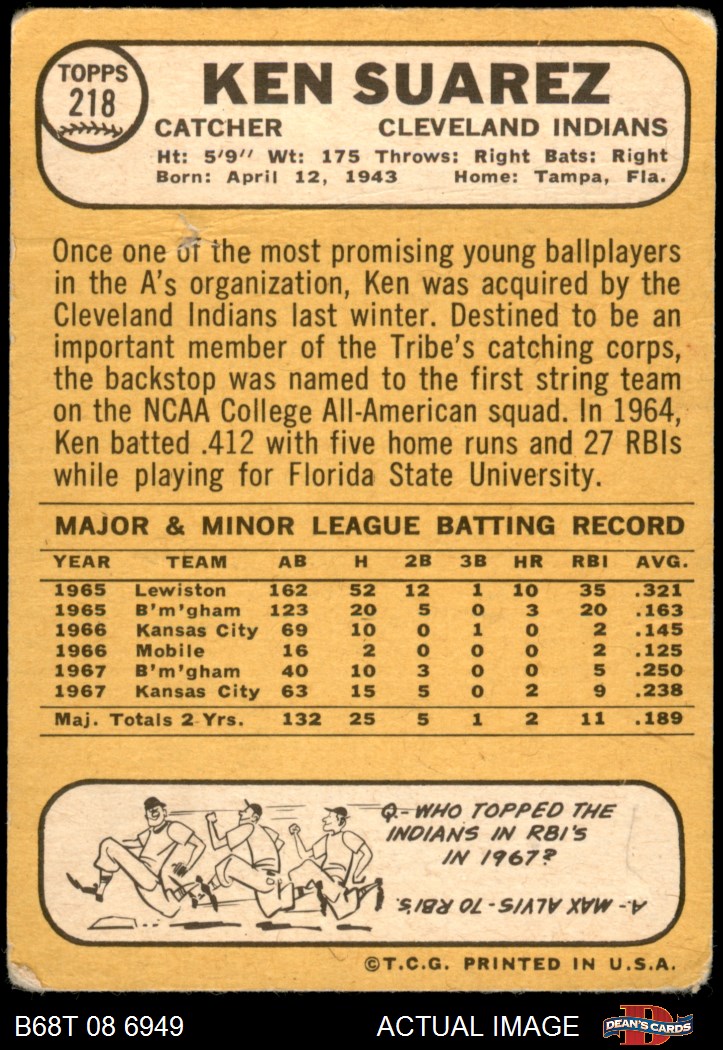 TOPPS
218
KEN SUAREZ
CATCHER CLEVELAND INDIANS
Ht: 5'9" Wt: 175 Throws: Right Bats: Right
Born: April 12, 1943 Home: Tampa, Fla.
Once one of the most promising young ballplayers
in the A's organization, Ken was acquired by the
Cleveland Indians last winter. Destined to be an
important member of the Tribe's catching corps,
the backstop was named to the first string team
on the NCAA College All-American squad. In 1964,
Ken batted .412 with five home runs and 27 RBIs
while playing for Florida State University.
MAJOR & MINOR LEAGUE BATTING RECORD
YEAR TEAM AB H 2B 3B HR RBI AVG.
1965 Lewiston 162 52 12 1 10 35 .321
1965 B'm'gham 123 20 5 0 3 20 .163
1966 Kansas City 69 10 0 1 0 2 .145
1966 Mobile 16 2 0 0 0 2 .125
1967 B'm'gham 40 10 3 0 0 5 .250
1967 Kansas City 63 15 5 0 2 9 .238
Maj. Totals 2 Yrs. 132 25 5 1 2 11 .189
Q-WHO TOPPED THE
INDIANS IN RBI'S
IN 1967?
A-MAX ALVIS-70 RBI'S.
©T.C.G. PRINTED IN U.S.A.
B68T 08 6949 ACTUAL IMAGE
DEAN'S CARDS